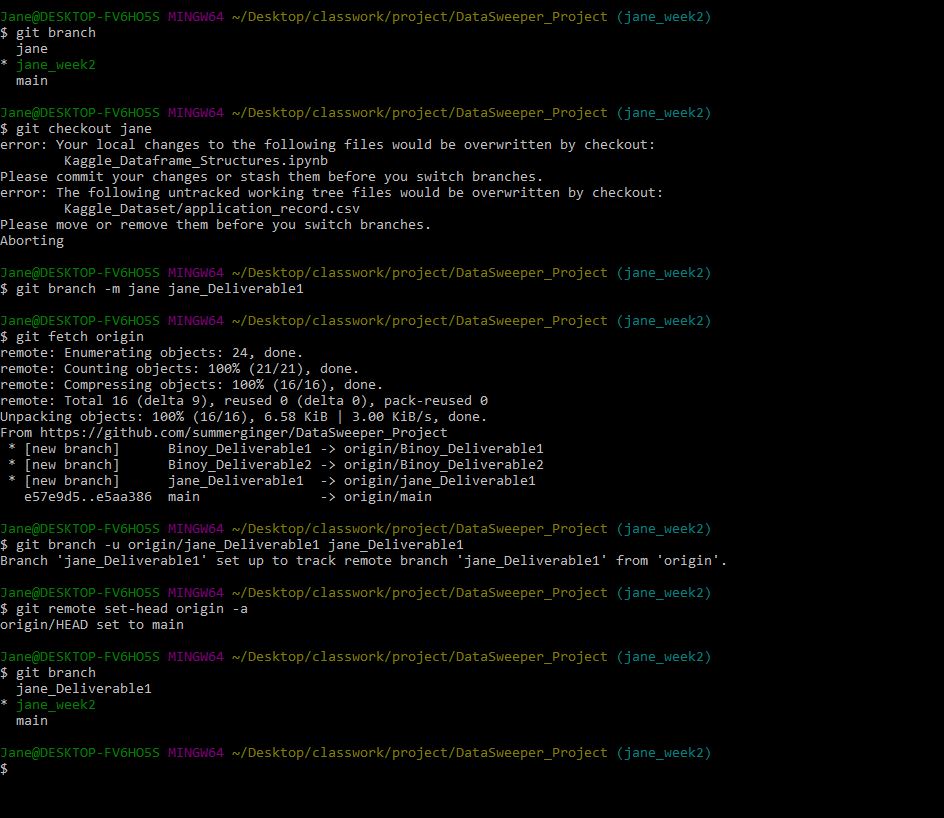 Jane@DESKTOP-FV6HO5S MINGW64 ~/Desktop/classwork/project/DataSweeper_Project (jane_week2)
$ git branch
  jane
* jane_week2
  main

Jane@DESKTOP-FV6HO5S MINGW64 ~/Desktop/classwork/project/DataSweeper_Project (jane_week2)
$ git checkout jane
error: Your local changes to the following files would be overwritten by checkout:
        Kaggle_Dataframe_Structures.ipynb
Please commit your changes or stash them before you switch branches.
error: The following untracked working tree files would be overwritten by checkout:
        Kaggle_Dataset/application_record.csv
Please move or remove them before you switch branches.
Aborting

Jane@DESKTOP-FV6HO5S MINGW64 ~/Desktop/classwork/project/DataSweeper_Project (jane_week2)
$ git branch -m jane jane_Deliverable1

Jane@DESKTOP-FV6HO5S MINGW64 ~/Desktop/classwork/project/DataSweeper_Project (jane_week2)
$ git fetch origin
remote: Enumerating objects: 24, done.
remote: Counting objects: 100% (21/21), done.
remote: Compressing objects: 100% (16/16), done.
remote: Total 16 (delta 9), reused 0 (delta 0), pack-reused 0
Unpacking objects: 100% (16/16), 6.58 KiB | 3.00 KiB/s, done.
From https://github.com/summerginger/DataSweeper_Project
 * [new branch]      Binoy_Deliverable1 -> origin/Binoy_Deliverable1
 * [new branch]      Binoy_Deliverable2 -> origin/Binoy_Deliverable2
 * [new branch]      jane_Deliverable1  -> origin/jane_Deliverable1
   e57e9d5..e5aa386  main               -> origin/main

Jane@DESKTOP-FV6HO5S MINGW64 ~/Desktop/classwork/project/DataSweeper_Project (jane_week2)
$ git branch -u origin/jane_Deliverable1 jane_Deliverable1
Branch 'jane_Deliverable1' set up to track remote branch 'jane_Deliverable1' from 'origin'.

Jane@DESKTOP-FV6HO5S MINGW64 ~/Desktop/classwork/project/DataSweeper_Project (jane_week2)
$ git remote set-head origin -a
origin/HEAD set to main

Jane@DESKTOP-FV6HO5S MINGW64 ~/Desktop/classwork/project/DataSweeper_Project (jane_week2)
$ git branch
  jane_Deliverable1
* jane_week2
  main

Jane@DESKTOP-FV6HO5S MINGW64 ~/Desktop/classwork/project/DataSweeper_Project (jane_week2)
$